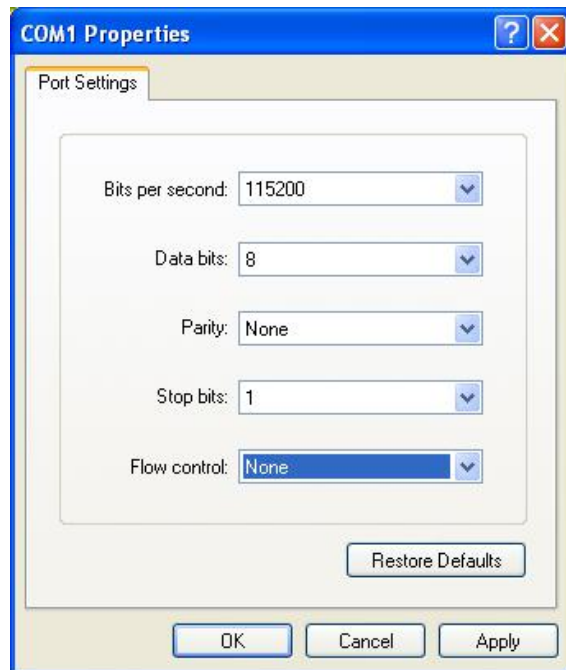 COM1 Properties
Port Settings
Bits per second: 115200
Data bits: 8
Parity: None
Stop bits: 1
Flow control: None
Restore Defaults
OK Cancel Apply